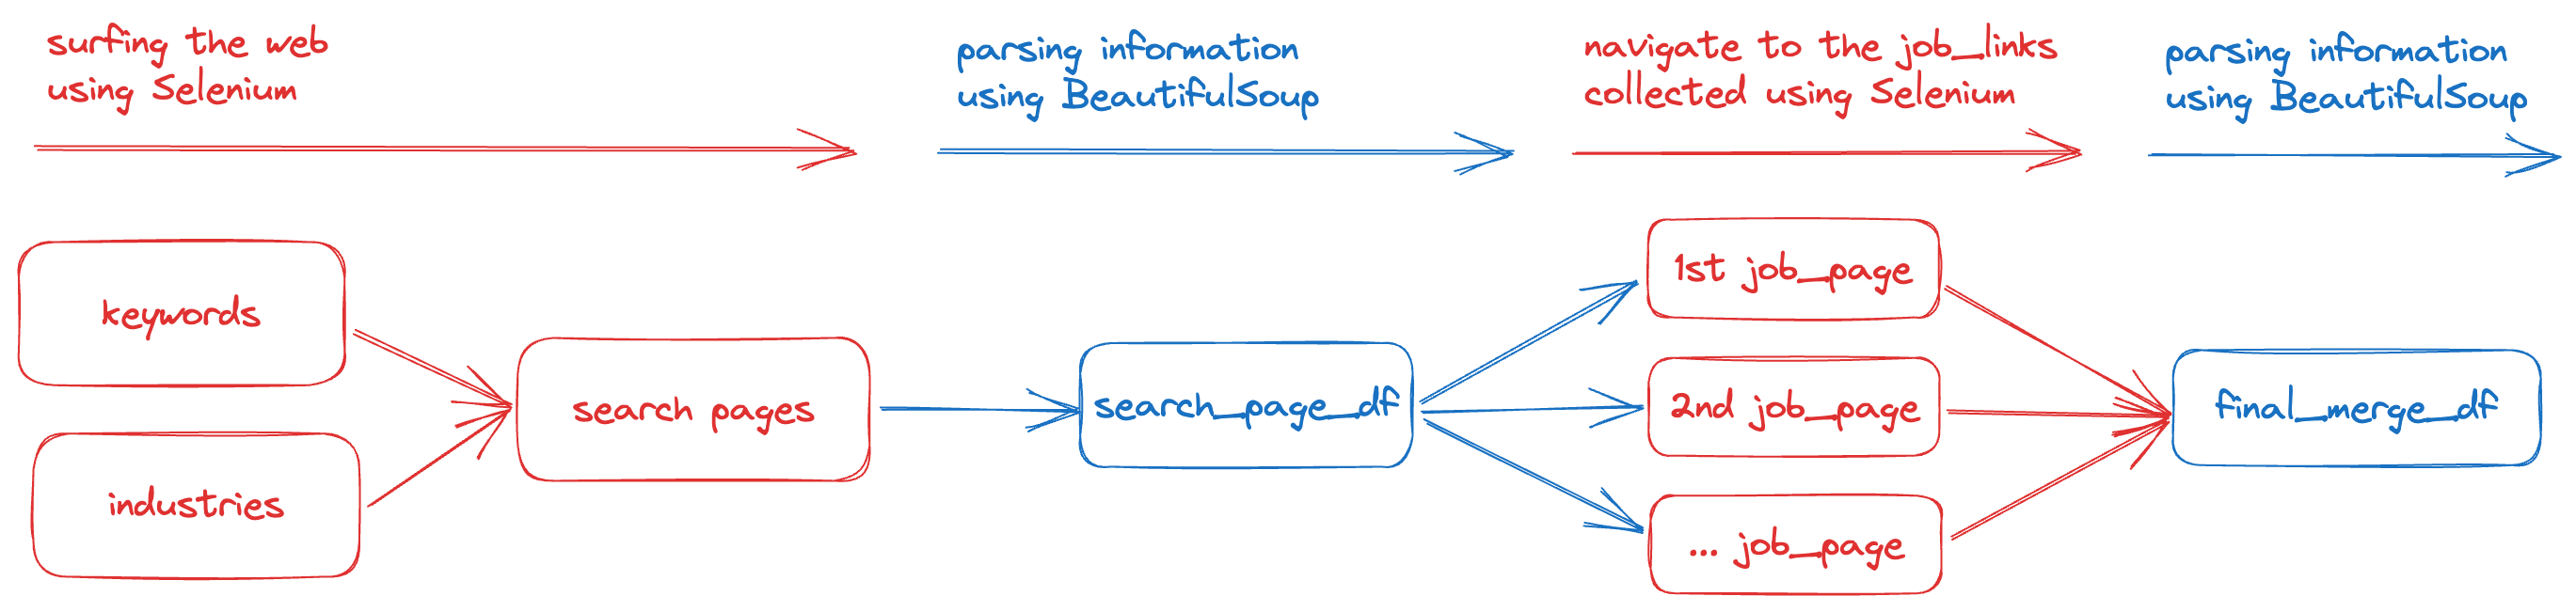 surfing the web
using Selenium
parsing information
using BeautifulSoup
navigate to the job_links
collected using Selenium
parsing information
using BeautifulSoup
keywords
industries
search pages
search_page_df
1st job_page
2nd job_page
... job_page
final_merge_df